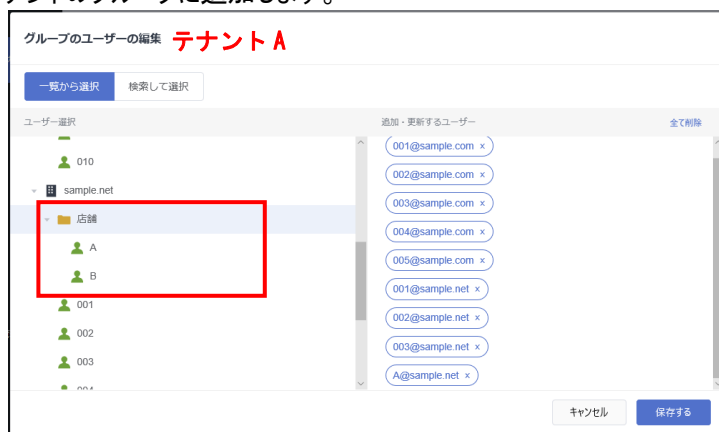 グループのユーザーの編集 テナントA
一覧から選択 検索して選択
ユーザー選択 追加・更新するユーザー 全て削除
010
sample.net
店舗
A
B
001
002
003
001@sample.com x
002@sample.com x
003@sample.com x
004@sample.com x
005@sample.com x
001@sample.net x
002@sample.net x
003@sample.net x
A@sample.net x
キャンセル 保存する